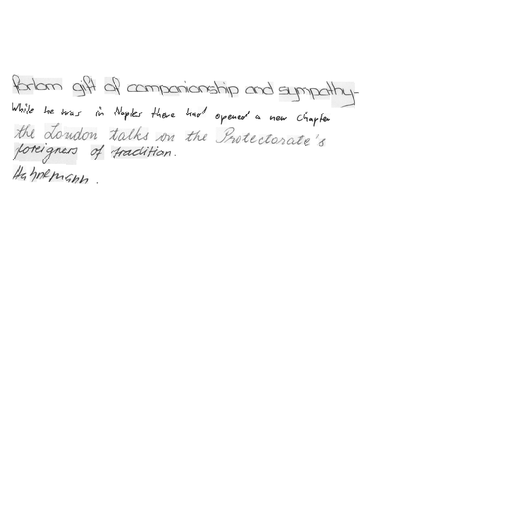 forlorn gift of companionship and sympathy-
While he was in Naples there had opened a new chapter
the London talks on the Protectorate's
foreigners of tradition.
Hahnemann.